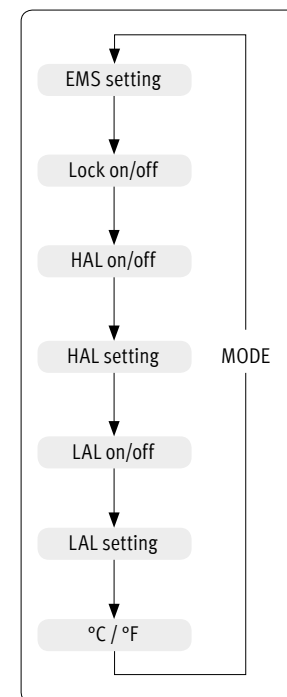 EMS setting
Lock on/off
HAL on/off
HAL setting
MODE
LAL on/off
LAL setting
°C / °F